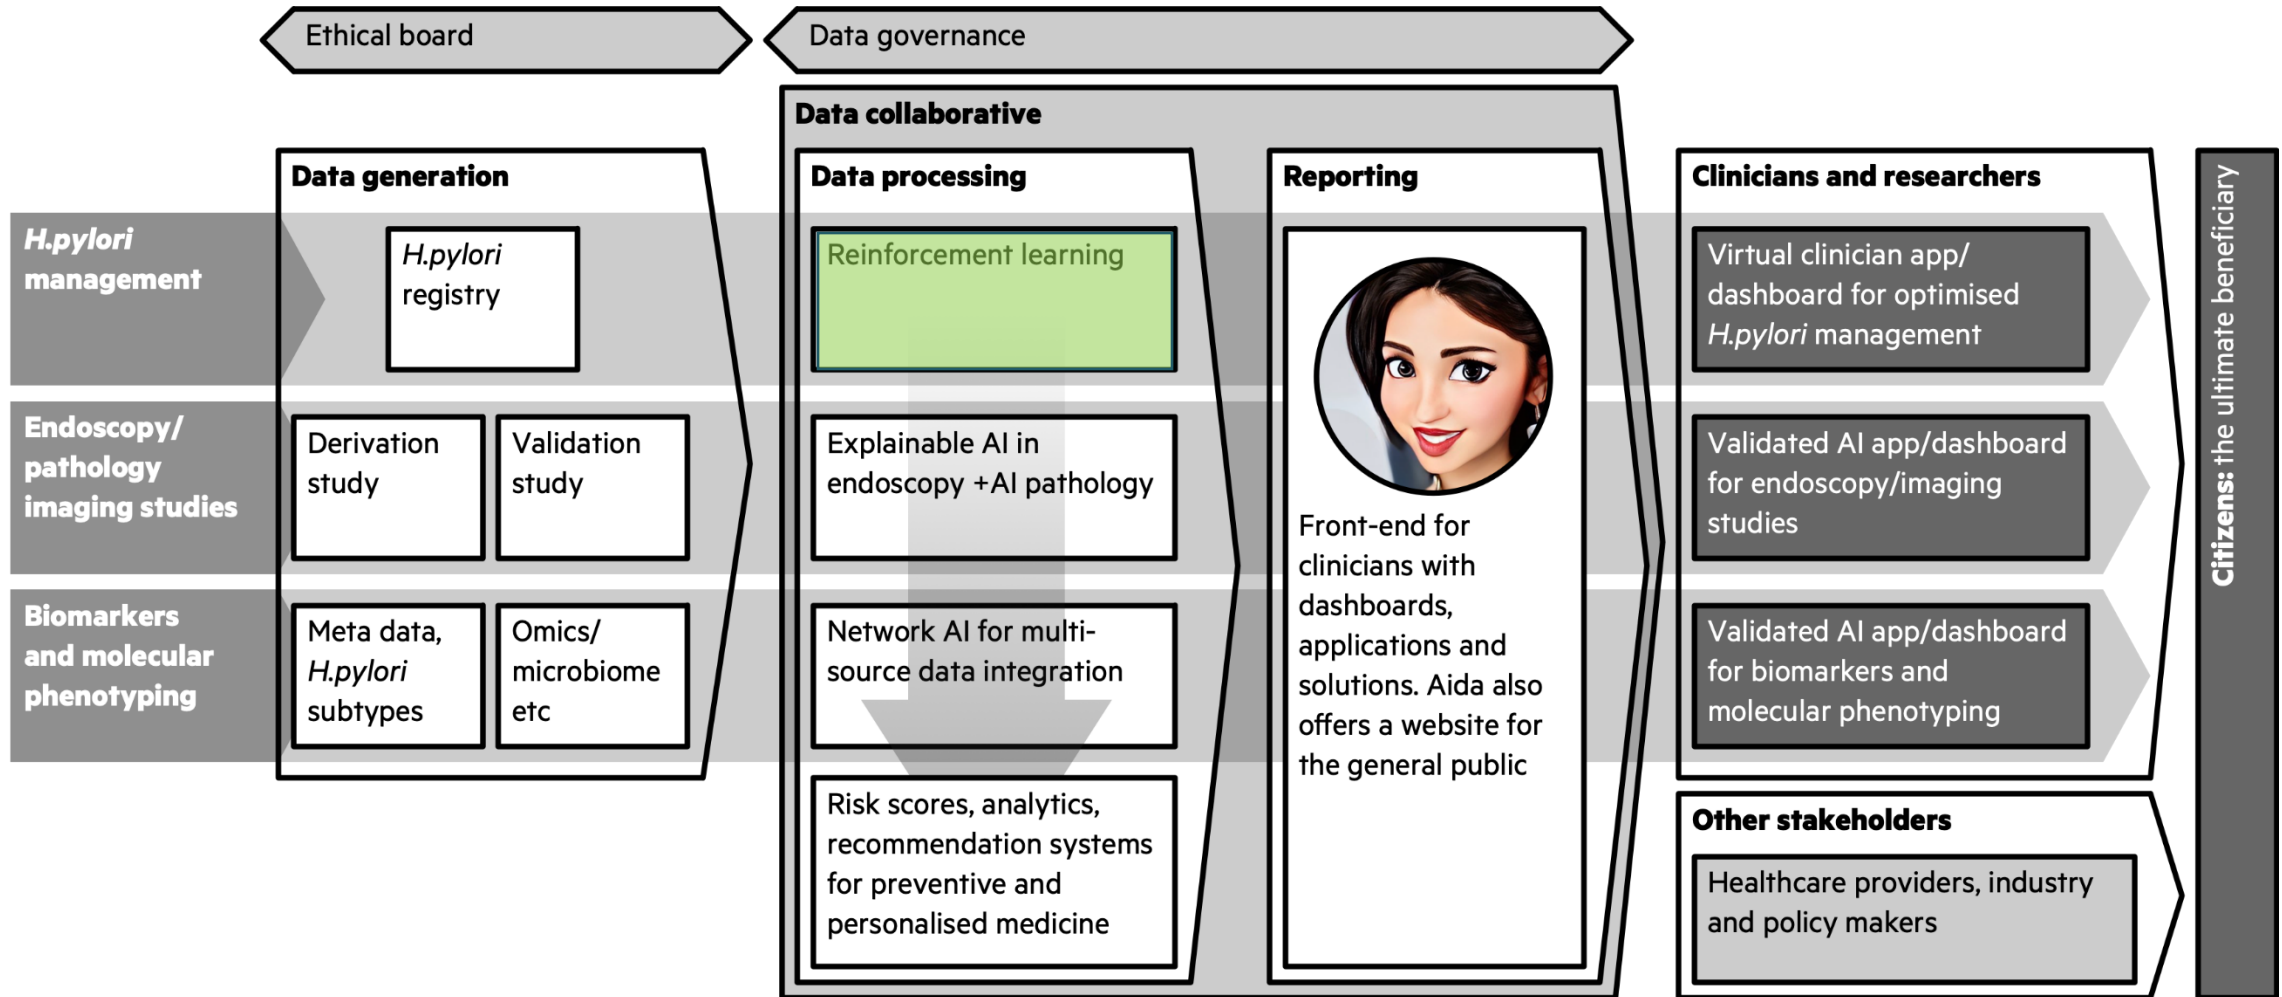 Ethical board
Data governance
Data collaborative
Data generation
Data processing
Reporting
Clinicians and researchers
H.pylori
management
H.pylori
registry
Reinforcement learning
Virtual clinician app/
dashboard for optimised
H.pylori management
Endoscopy/
pathology
imaging studies
Derivation
study
Validation
study
Explainable AI in
endoscopy +AI pathology
Validated AI app/dashboard
for endoscopy/imaging
studies
Biomarkers
and molecular
phenotyping
Meta data,
H.pylori
subtypes
Omics/
microbiome
etc
Network AI for multi-
source data integration
Front-end for
clinicians with
dashboards,
applications and
solutions. Aida also
offers a website for
the general public
Validated AI app/dashboard
for biomarkers and
molecular phenotyping
Risk scores, analytics,
recommendation systems
for preventive and
personalised medicine
Other stakeholders
Healthcare providers, industry
and policy makers
Citizens: the ultimate beneficiary